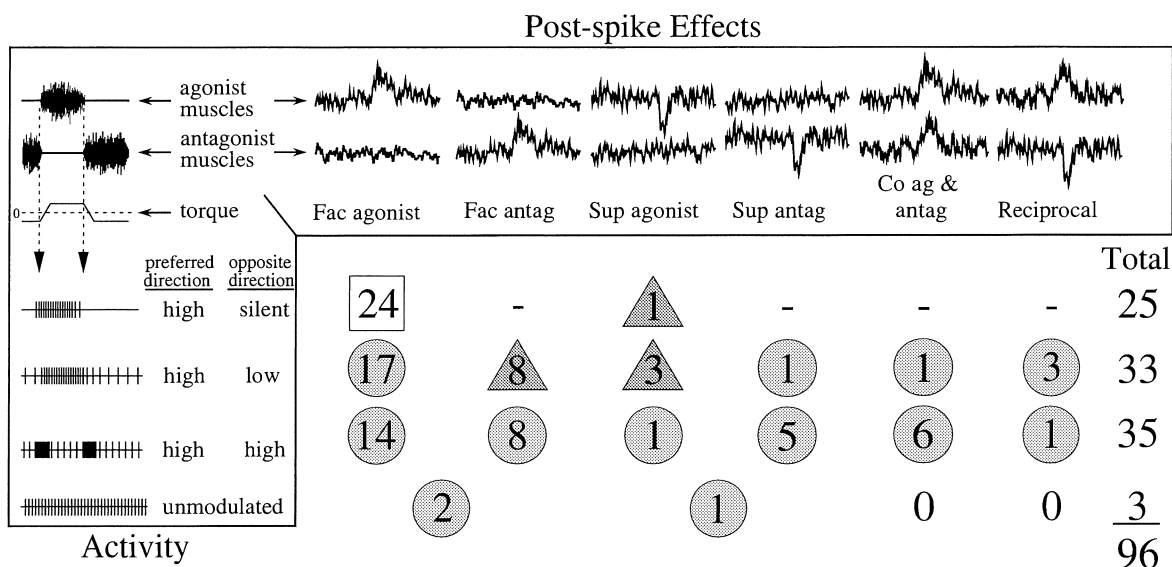 Post-spike Effects
agonist
muscles
antagonist
muscles
0
torque
Fac agonist
Fac antag
Sup agonist
Sup antag
Co ag &
antag
Reciprocal
preferred
direction
opposite
direction
Total
high silent 24 - 1 - - - 25
high low 17 8 3 1 1 3 33
high high 14 8 1 5 6 1 35
unmodulated 2 1 0 0 3
96
Activity